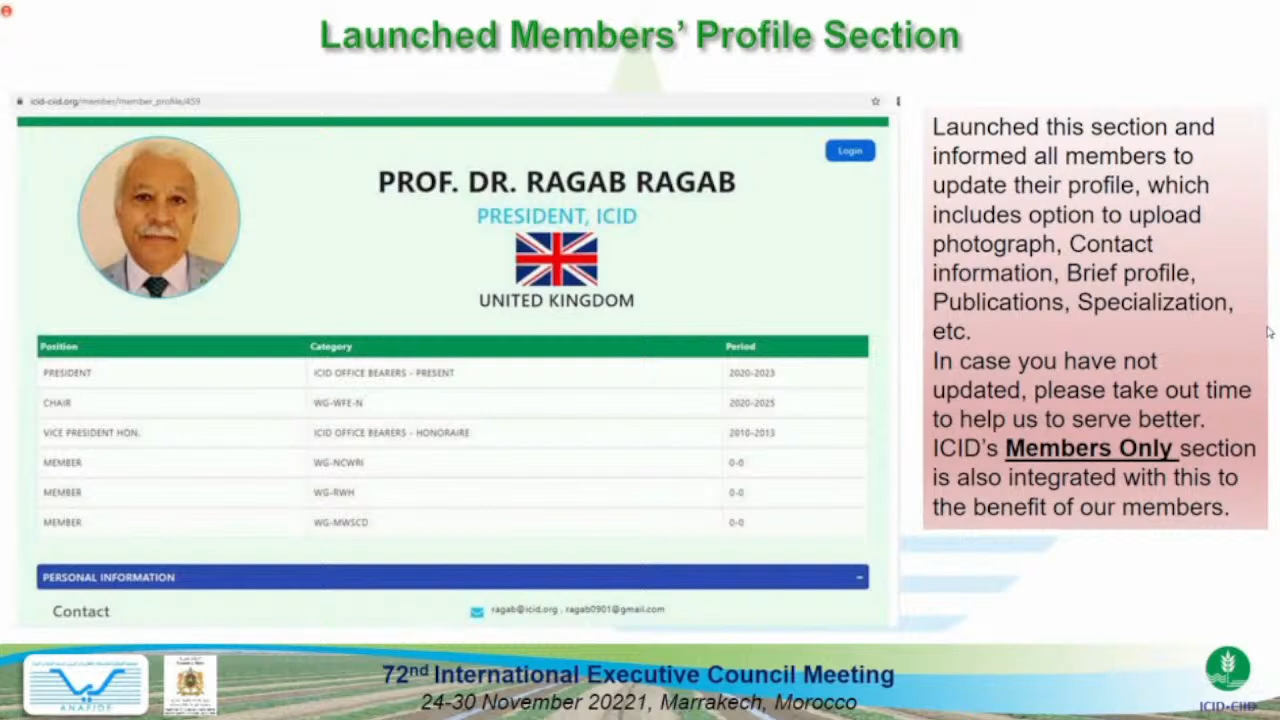 Launched Members' Profile Section
icid-ciid.org/member/member_profile/459
Login
PROF. DR. RAGAB RAGAB
PRESIDENT, ICID
UNITED KINGDOM
Position Category Period
PRESIDENT ICID OFFICE BEARERS - PRESENT 2020-2023
CHAIR WG-WFE-N 2020-2025
VICE PRESIDENT HON. ICID OFFICE BEARERS - HONORAIRE 2010-2013
MEMBER WG-NCWRI 0-0
MEMBER WG-RWH 0-0
MEMBER WG-MWSCD 0-0
PERSONAL INFORMATION
Contact ragab@icid.org , ragab0901@gmail.com
Launched this section and
informed all members to
update their profile, which
includes option to upload
photograph, Contact
information, Brief profile,
Publications, Specialization,
etc.
In case you have not
updated, please take out time
to help us to serve better.
ICID's Members Only section
is also integrated with this to
the benefit of our members.
ANAFIDE
72nd International Executive Council Meeting
24-30 November 20221, Marrakech, Morocco
ICID•CIID